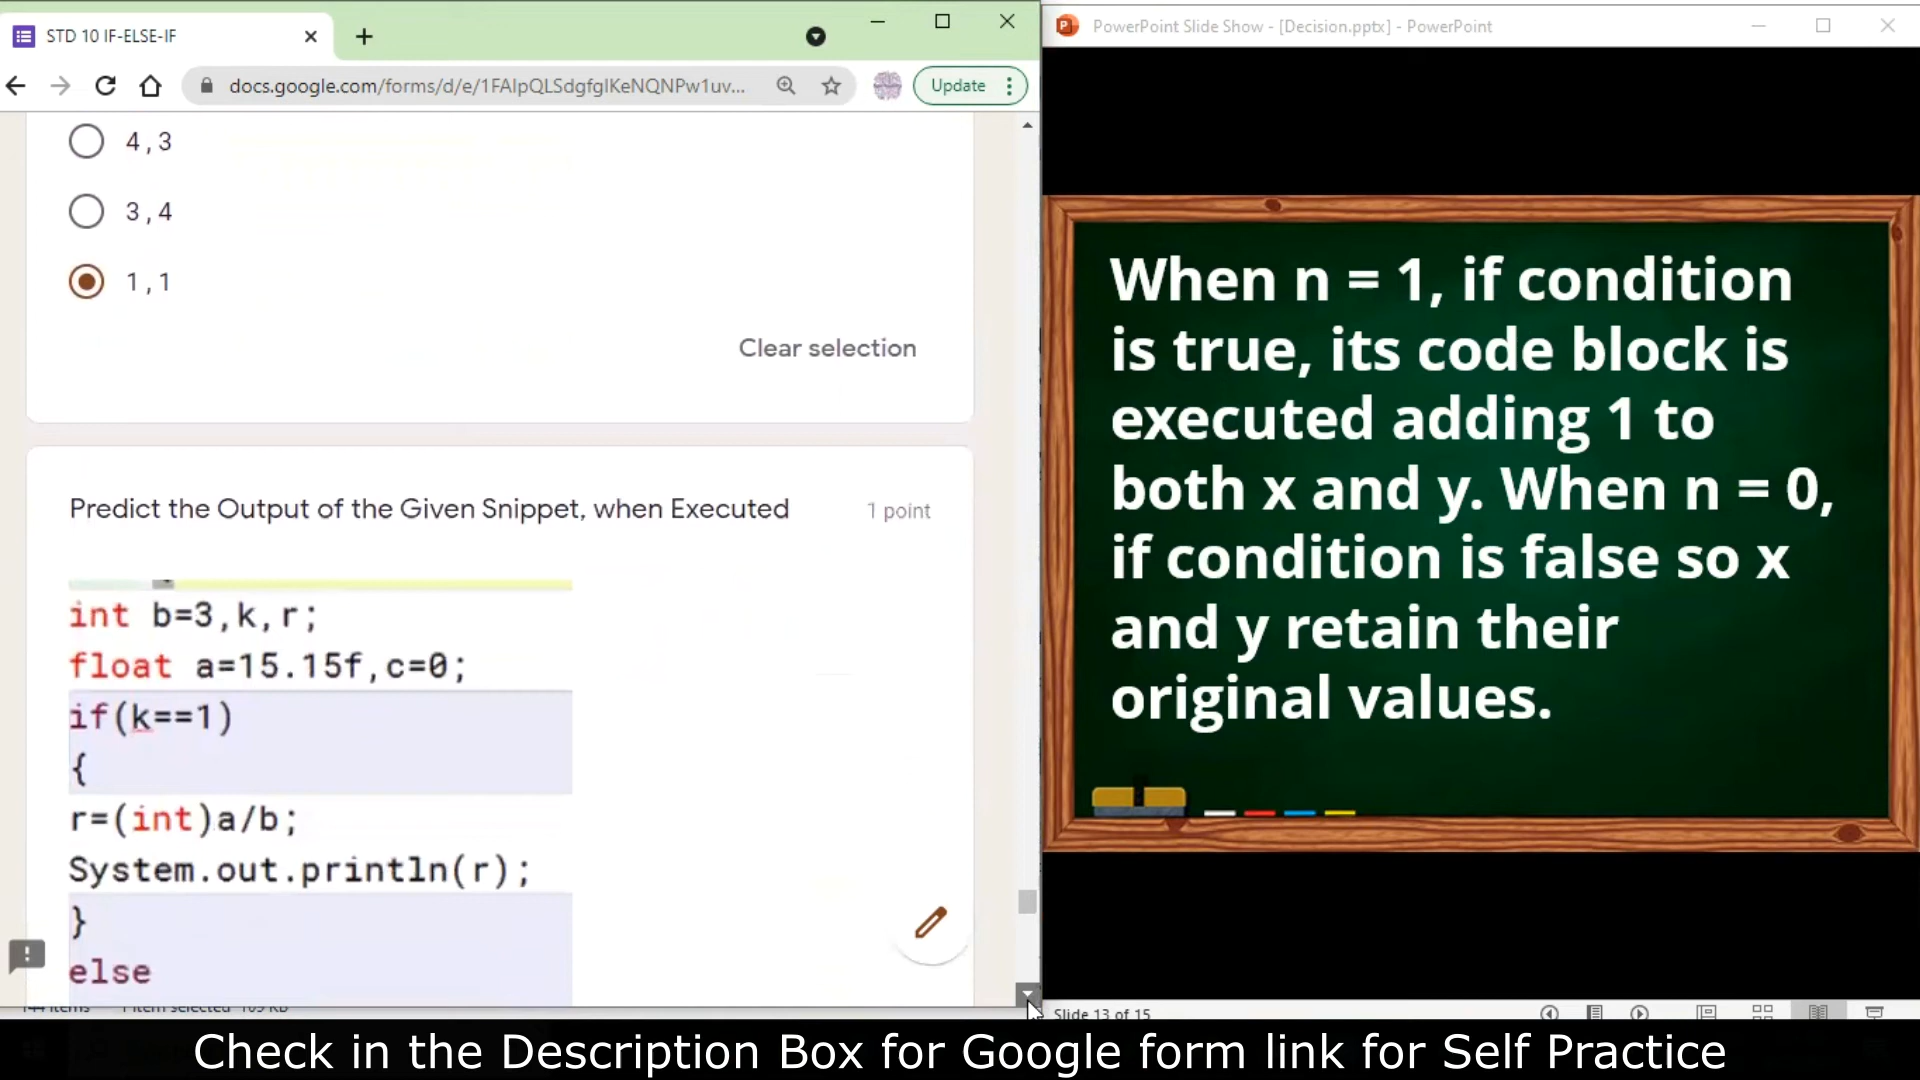 STD 10 IF-ELSE-IF
docs.google.com/forms/d/e/1FAIpQLSdgfglKeNQNPw1uv...
Update
4 , 3
3 , 4
1 , 1
Clear selection
Predict the Output of the Given Snippet, when Executed
1 point
int b=3,k,r;
float a=15.15f,c=0;
if(k==1)
{
r=(int)a/b;
System.out.println(r);
}
else
PowerPoint Slide Show - [Decision.pptx] - PowerPoint
When n = 1, if condition
is true, its code block is
executed adding 1 to
both x and y. When n = 0,
if condition is false so x
and y retain their
original values.
Slide 13 of 15
Check in the Description Box for Google form link for Self Practice